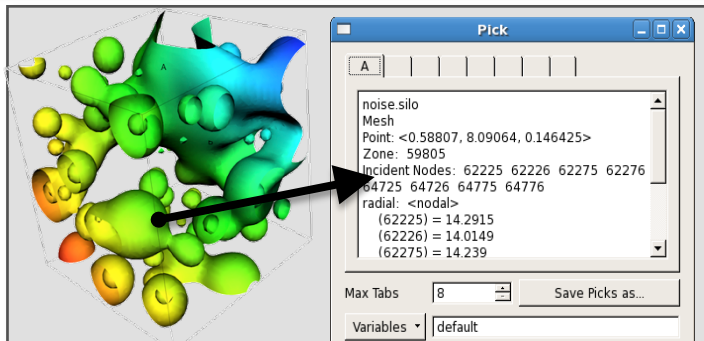 Pick
A
A
noise.silo
Mesh
Point: <0.58807, 8.09064, 0.146425>
Zone: 59805
Incident Nodes: 62225 62226 62275 62276
64725 64726 64775 64776
radial: <nodal>
(62225) = 14.2915
(62226) = 14.0149
(62275) = 14.239
Max Tabs
8
Save Picks as...
Variables
default